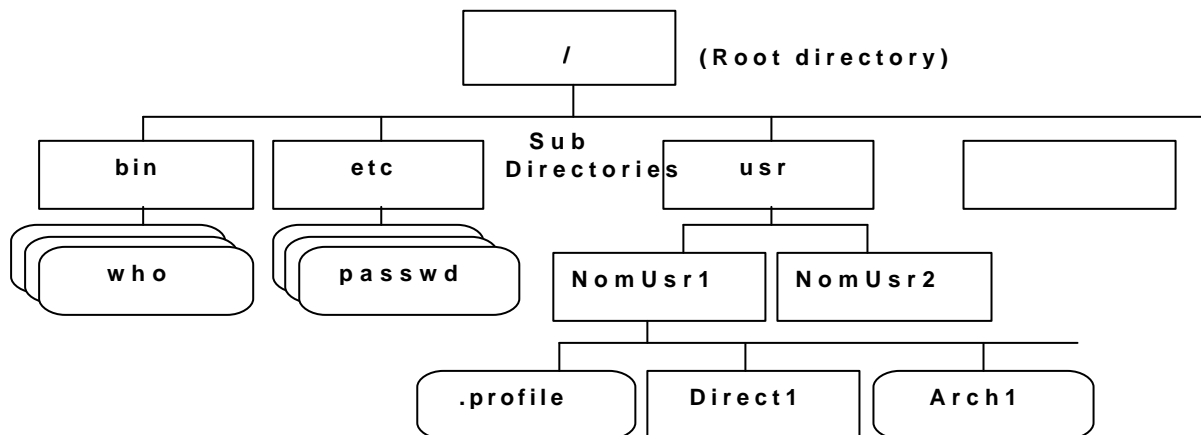 /
(Root directory)
Sub
Directories
bin
etc
usr
who
passwd
NomUsr1
NomUsr2
.profile
Direct1
Arch1